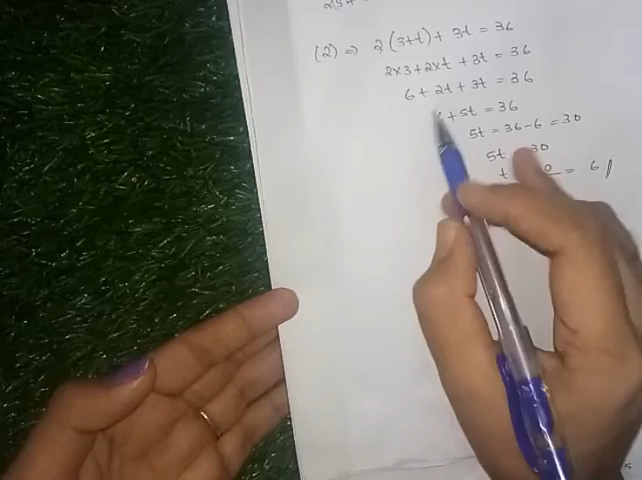 (2) ⇒ 2(3+t) + 3t = 36
2×3+2×t + 3t = 36
6 + 2t + 3t = 36
+5t = 36
5t = 36-6 = 30
5t 30
t = 6